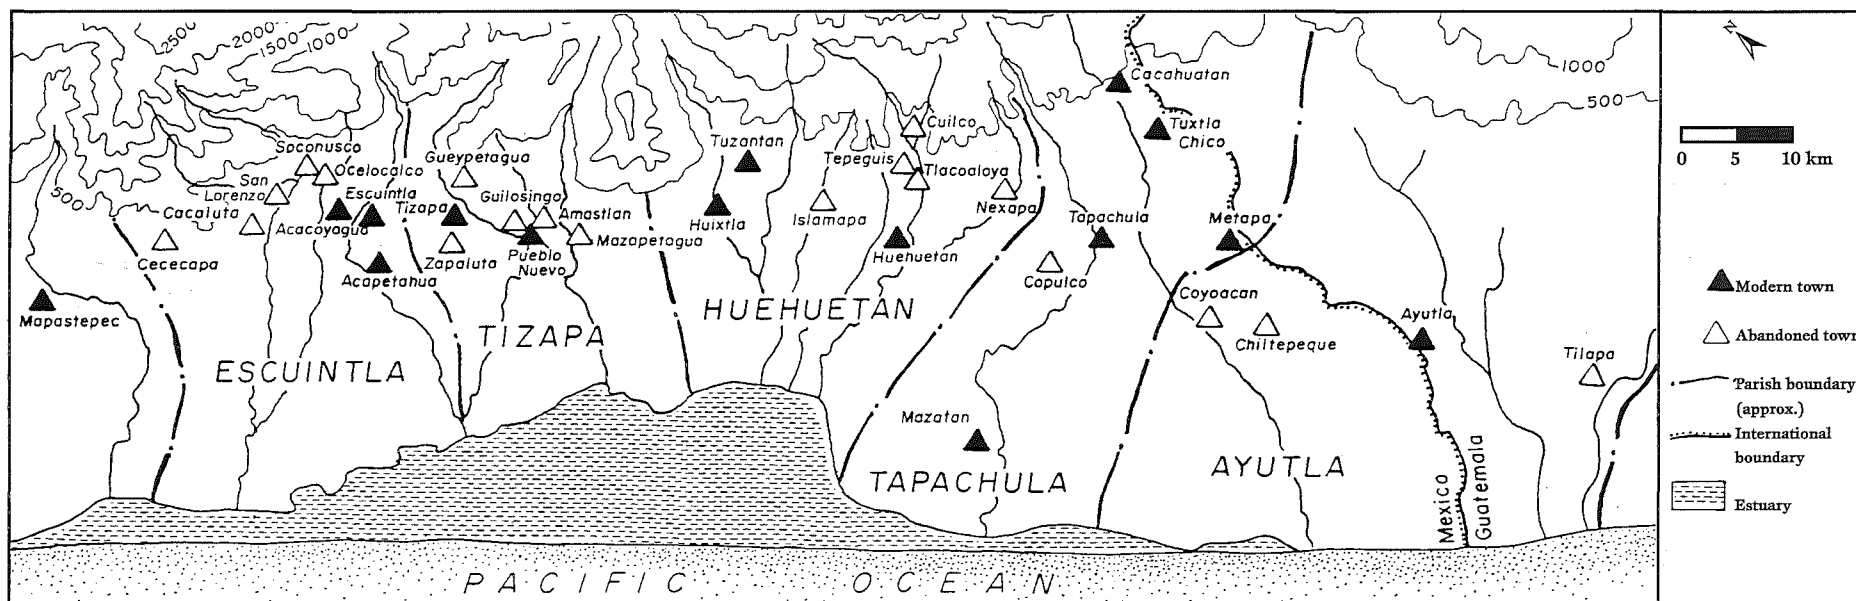 2500
2000
1500
1000
500
Soconusco
Ocelocalco
San
Lorenzo
Escuintla
Cacaluta
Acacoyagua
Cececapa
Acapetahua
Mapastepec
ESCUINTLA
Gueypetagua
Tizapa
Guilosingo
Amastlan
Mazapetagua
Zapaluta
Pueblo
Nuevo
TIZAPA
Tuzantan
Huixtla
Islamapa
Tepeguis
Cuilco
Tlacoaloya
Nexapa
Huehuetan
HUEHUETAN
Cacahuatan
Tuxtla
Chico
Tapachula
Metapa
Copulco
Mazatan
TAPACHULA
Coyoacan
Chiltepeque
Ayutla
AYUTLA
Tilapa
1000
500
Mexico
Guatemala
PACIFIC OCEAN
N
0 5 10 km
Modern town
Abandoned town
Parish boundary
(approx.)
International
boundary
Estuary